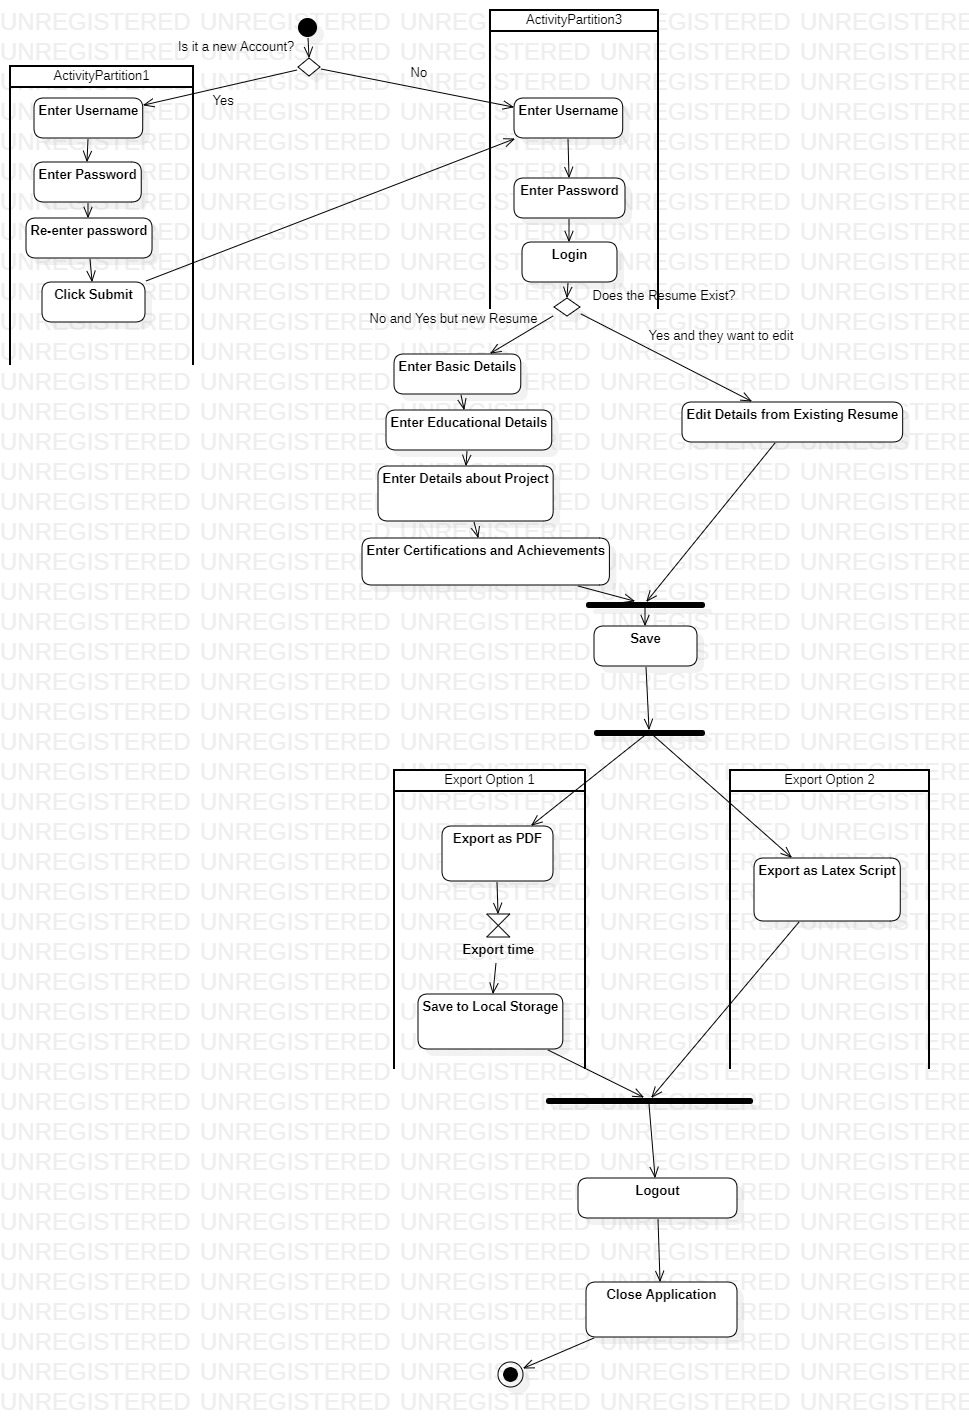 ActivityPartition3
Is it a new Account?
ActivityPartition1
No
Yes
Enter Username
Enter Username
Enter Password
Enter Password
Re-enter password
Login
Click Submit
Does the Resume Exist?
No and Yes but new Resume
Yes and they want to edit
Enter Basic Details
Edit Details from Existing Resume
Enter Educational Details
Enter Details about Project
Enter Certifications and Achievements
Save
Export Option 1
Export Option 2
Export as PDF
Export as Latex Script
Export time
Save to Local Storage
Logout
Close Application
UNREGISTERED